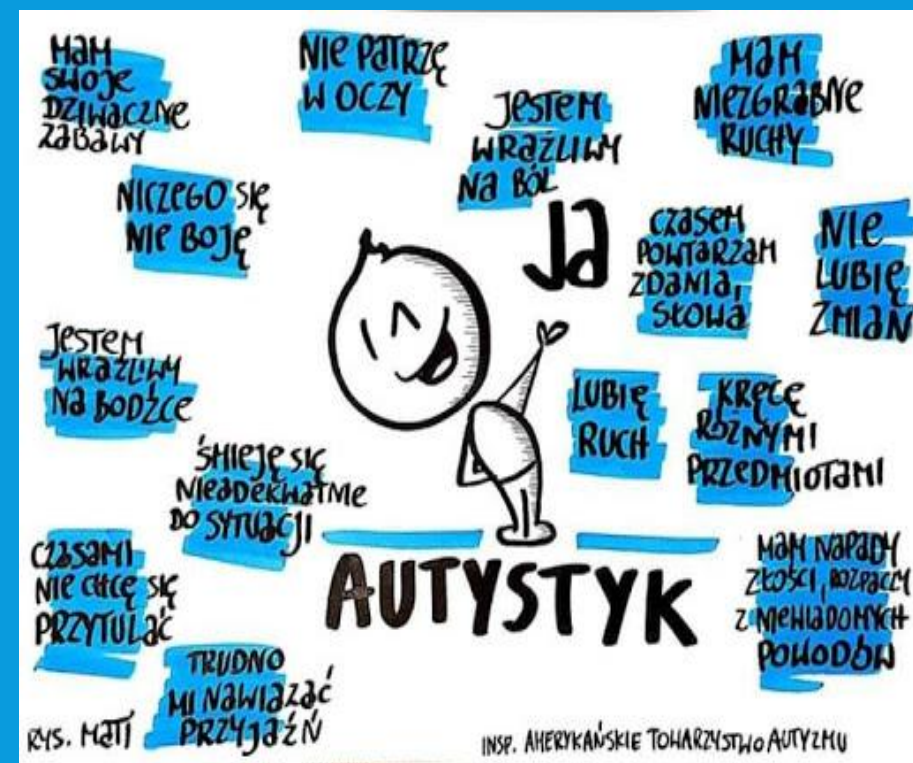 MAM
SWOJE
DZIWACZNE
ZABAWY
NIE PATRZĘ
W OCZY
JESTEM
WRAŻLIWY
NA BÓL
MAM
NIEZGRABNE
RUCHY
NICZEGO SIĘ
NIE BOJĘ
JA
CZASEM
POWTARZAM
ZDANIA,
SŁOWA
NIE
LUBIĘ
ZMIAN
JESTEM
WRAŻLIWY
NA BODŹCE
LUBIĘ
RUCH
KRĘCĘ
RÓŻNYMI
PRZEDMIOTAMI
ŚMIEJĘ SIĘ
NIEADEKWATNIE
DO SYTUACJI
CZASAMI
NIE CHCĘ SIĘ
PRZYTULAĆ
AUTYSTYK
MAM NAPADY
ZŁOŚCI, ROZPACZY
Z NIEWIADOMYCH
POWODÓW
TRUDNO
MI NAWIĄZAĆ
PRZYJAŹŃ
RYS. MATI
INSP. AMERYKAŃSKIE TOWARZYSTWO AUTYZMU